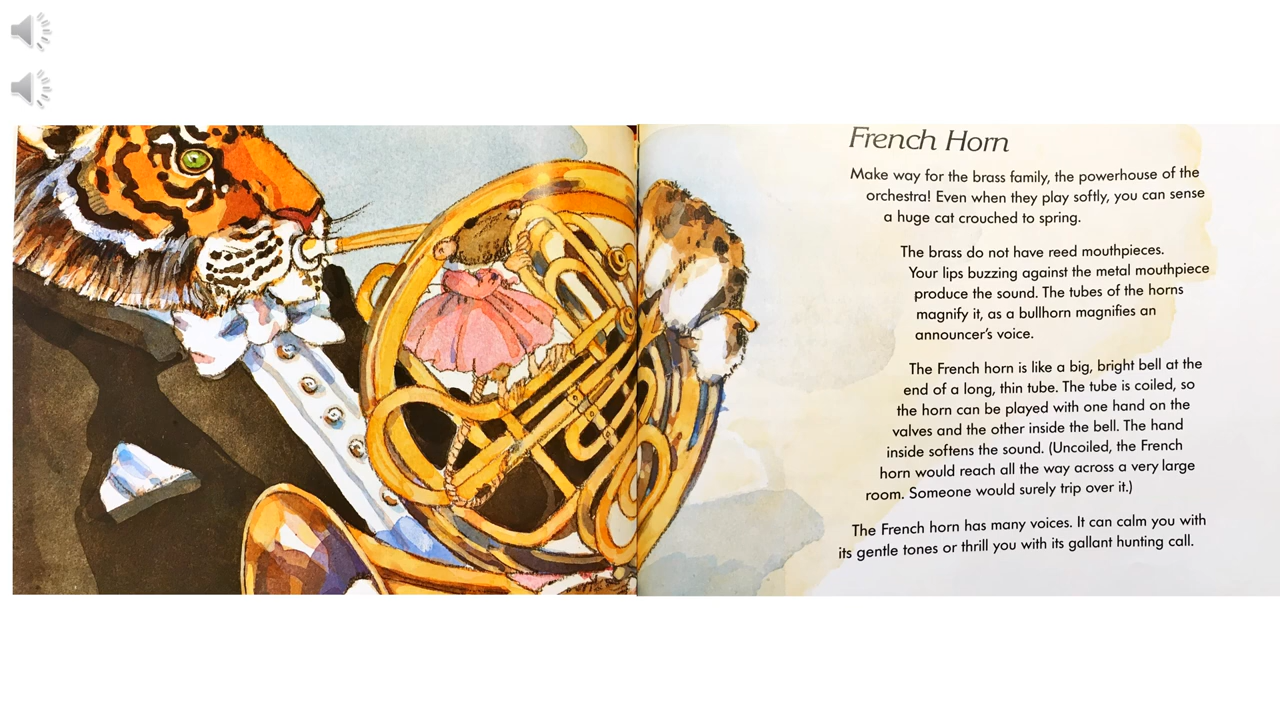 French Horn
Make way for the brass family, the powerhouse of the
orchestra! Even when they play softly, you can sense
a huge cat crouched to spring.
The brass do not have reed mouthpieces.
Your lips buzzing against the metal mouthpiece
produce the sound. The tubes of the horns
magnify it, as a bullhorn magnifies an
announcer's voice.
The French horn is like a big, bright bell at the
end of a long, thin tube. The tube is coiled, so
the horn can be played with one hand on the
valves and the other inside the bell. The hand
inside softens the sound. (Uncoiled, the French
horn would reach all the way across a very large
room. Someone would surely trip over it.)
The French horn has many voices. It can calm you with
its gentle tones or thrill you with its gallant hunting call.